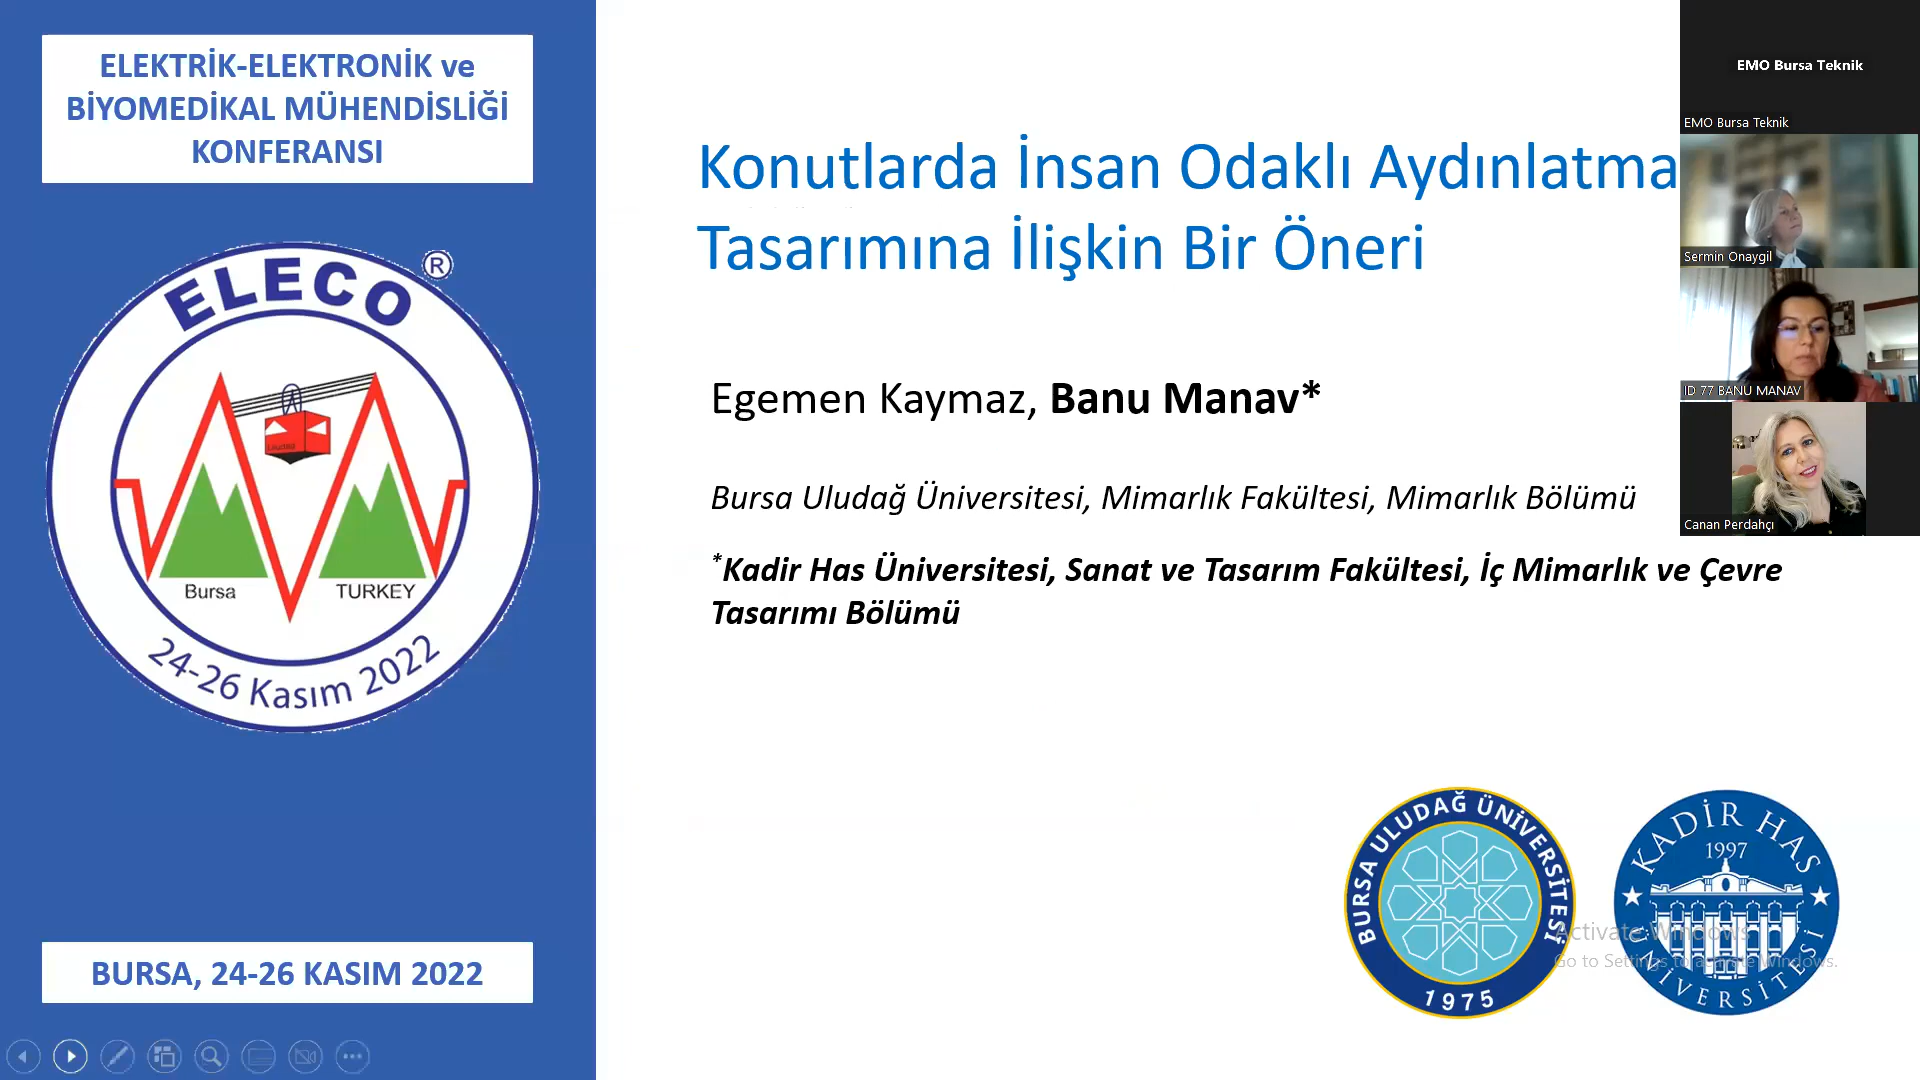 ELEKTRİK-ELEKTRONİK ve
BİYOMEDİKAL MÜHENDİSLİĞİ
KONFERANSI
ELECO
®
Bursa
TURKEY
24-26 Kasım 2022
BURSA, 24-26 KASIM 2022
Konutlarda İnsan Odaklı Aydınlatma
Tasarımına İlişkin Bir Öneri
Egemen Kaymaz, Banu Manav*
Bursa Uludağ Üniversitesi, Mimarlık Fakültesi, Mimarlık Bölümü
*Kadir Has Üniversitesi, Sanat ve Tasarım Fakültesi, İç Mimarlık ve Çevre
Tasarımı Bölümü
BURSA ULUDAĞ ÜNİVERSİTESİ
1975
KADİR HAS
1997
ÜNİVERSİTESİ
Activate Windows
Go to Settings to activate Windows.
EMO Bursa Teknik
EMO Bursa Teknik
Sermin Onaygil
ID 77 BANU MANAV
Canan Perdahçı